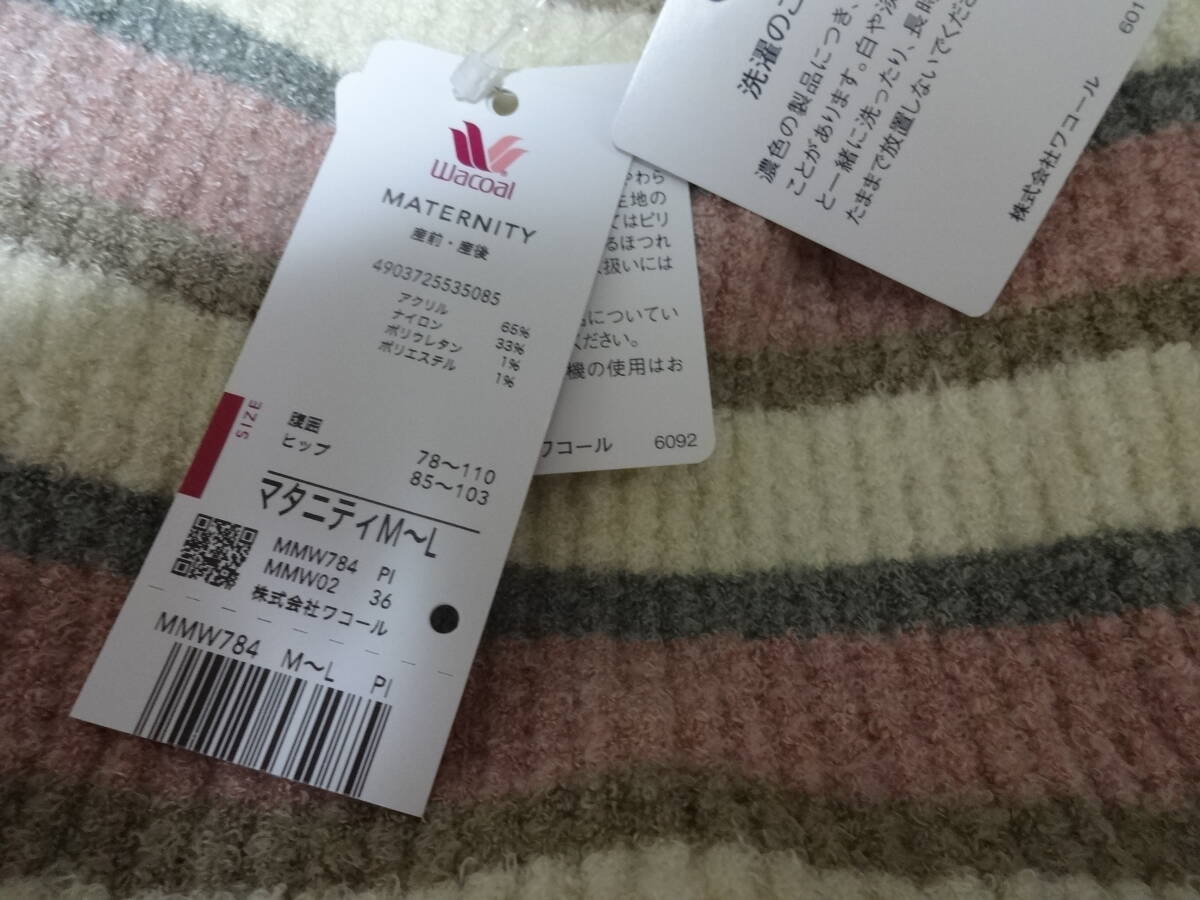 Wacoal
MATERNITY
産前・産後
4903725535085
アクリル 65%
ナイロン 33%
ポリウレタン 1%
ポリエステル 1%
SIZE
腹囲 78～110
ヒップ 85～103
マタニティM～L
MMW784 PI
MMW02 36
株式会社ワコール
MMW784 M～L PI
やわら
生地の
てはピリ
るほつれ
扱いには
についてい
ください。
機の使用はお
ワコール 6092
洗濯のご
濃色の製品につき、
ことがあります。白や淡
と一緒に洗ったり、長時
たままで放置しないでくださ
株式会社ワコール 601